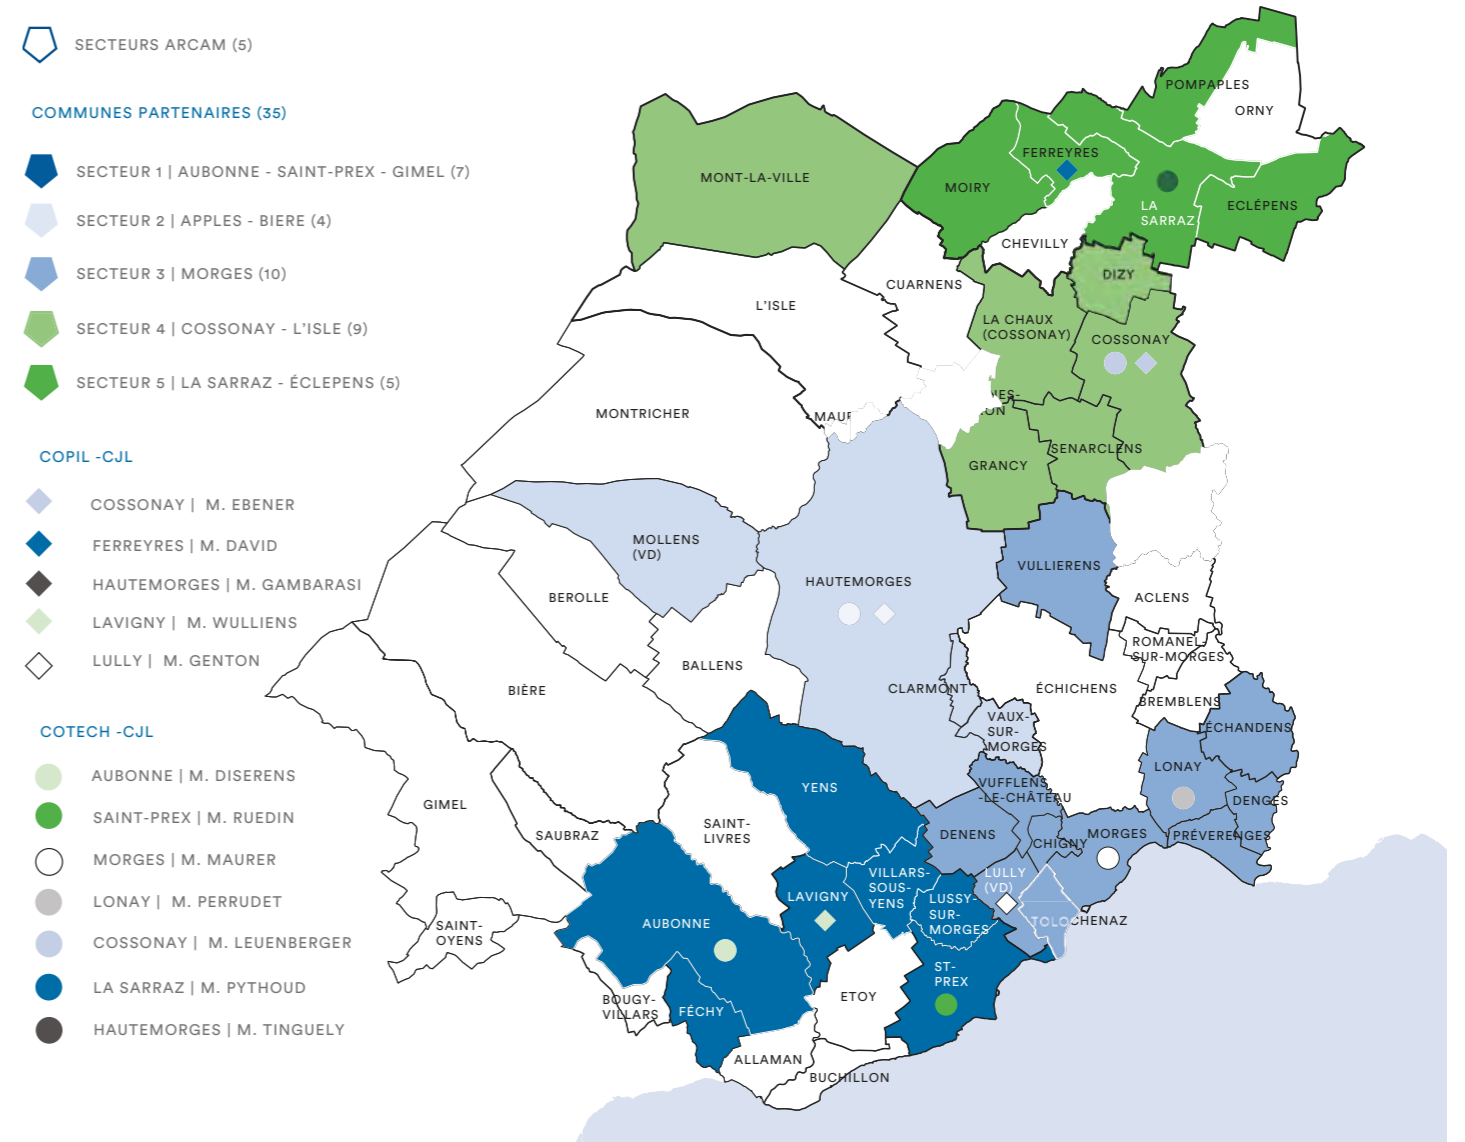 SECTEURS ARCAM (5)
COMMUNES PARTENAIRES (35)
SECTEUR 1 | AUBONNE - SAINT-PREX - GIMEL (7)
SECTEUR 2 | APPLES - BIERE (4)
SECTEUR 3 | MORGES (10)
SECTEUR 4 | COSSONAY - L'ISLE (9)
SECTEUR 5 | LA SARRAZ - ÉCLEPENS (5)
COPIL -CJL
COSSONAY | M. EBENER
FERREYRES | M. DAVID
HAUTEMORGES | M. GAMBARASI
LAVIGNY | M. WULLIENS
LULLY | M. GENTON
COTECH -CJL
AUBONNE | M. DISERENS
SAINT-PREX | M. RUEDIN
MORGES | M. MAURER
LONAY | M. PERRUDET
COSSONAY | M. LEUENBERGER
LA SARRAZ | M. PYTHOUD
HAUTEMORGES | M. TINGUELY
POMPAPLES
ORNY
FERREYRES
MONT-LA-VILLE
MOIRY
LA
SARRAZ
ECLÉPENS
CHEVILLY
DIZY
CUARNENS
L'ISLE
LA CHAUX
(COSSONAY)
COSSONAY
MONTRICHER
GRANCY
SENARCLENS
MOLLENS
(VD)
VULLIERENS
HAUTEMORGES
BEROLLE
ACLENS
ROMANEL-
SUR-MORGES
BALLENS
BIÈRE
CLARMONT
ÉCHICHENS
BREMBLENS
VAUX-
SUR-
MORGES
ÉCHANDENS
LONAY
YENS
VUFFLENS
-LE-CHÂTEAU
DENGES
GIMEL
SAUBRAZ
SAINT-
LIVRES
DENENS
CHIGNY
MORGES
PRÉVERENGES
VILLARS-
SOUS-
YENS
LULLY
(VD)
LAVIGNY
LUSSY-
SUR-
MORGES
TOLOCHENAZ
SAINT-
OYENS
AUBONNE
ST-
PREX
ETOY
BOUGY-
VILLARS
FÉCHY
ALLAMAN
BUCHILLON